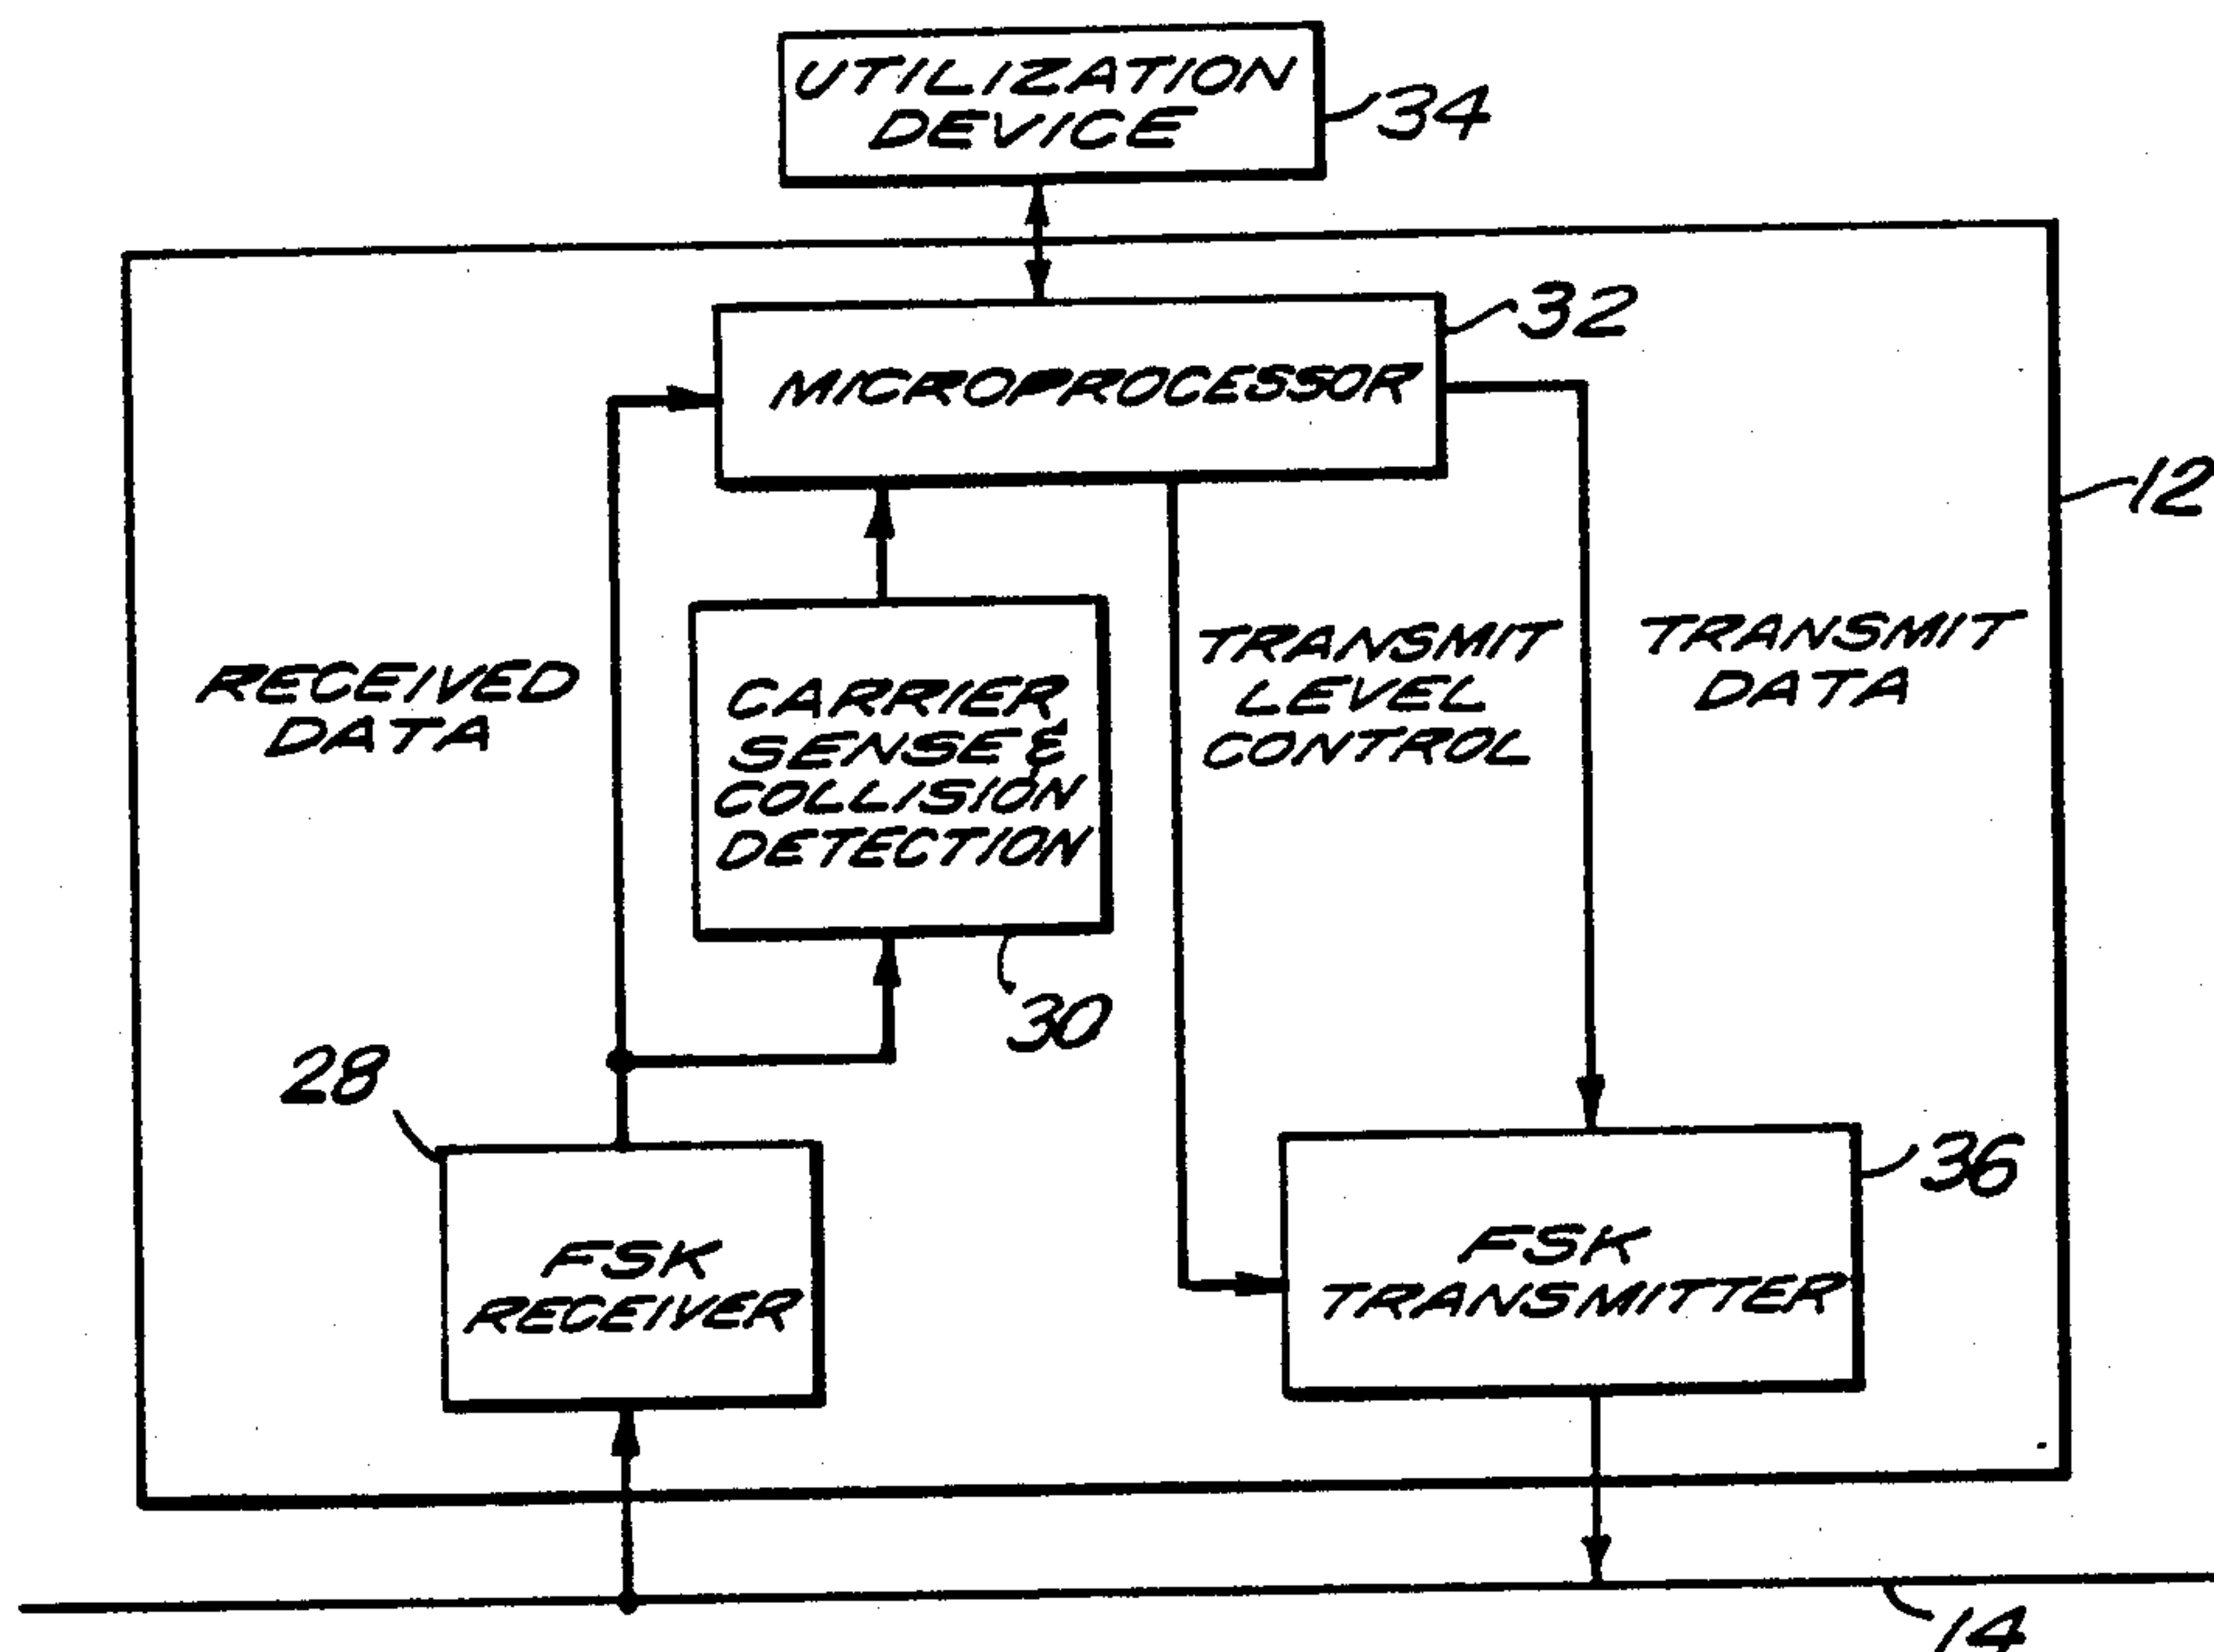 UTILIZATION
DEVICE
34
32
MICROPROCESSOR
12
RECEIVED
DATA
CARRIER
SENSE &
COLLISION
DETECTION
TRANSMIT
LEVEL
CONTROL
TRANSMIT
DATA
30
28
36
FSK
RECEIVER
FSK
TRANSMITTER
14